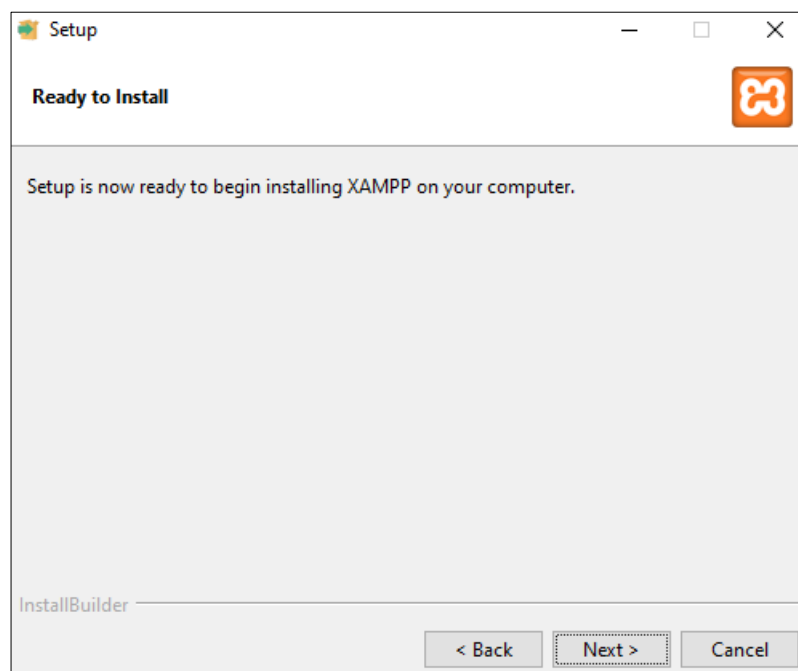 Setup
Ready to Install
Setup is now ready to begin installing XAMPP on your computer.
InstallBuilder
< Back Next > Cancel